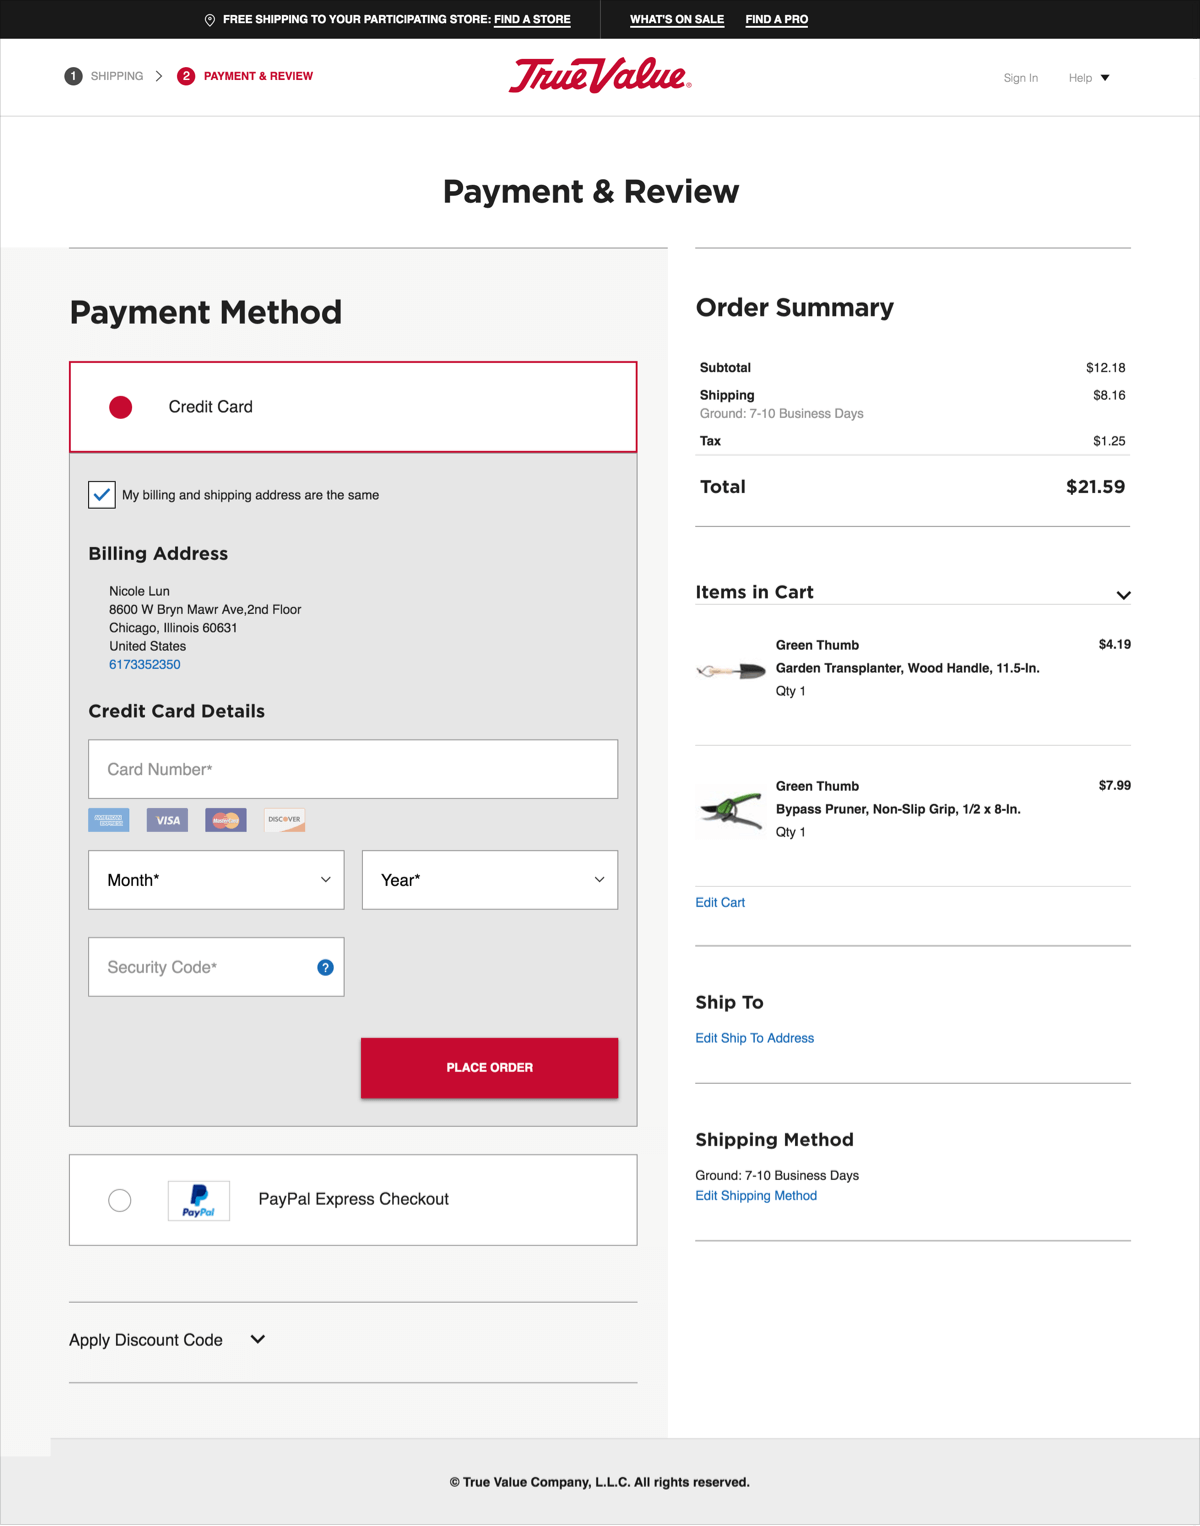 FREE SHIPPING TO YOUR PARTICIPATING STORE: FIND A STORE
WHAT'S ON SALE
FIND A PRO
1 SHIPPING
2 PAYMENT & REVIEW
True Value®
Sign In
Help
Payment & Review
Payment Method
Credit Card
My billing and shipping address are the same
Billing Address
Nicole Lun
8600 W Bryn Mawr Ave,2nd Floor
Chicago, Illinois 60631
United States
6173352350
Credit Card Details
Card Number*
AMERICAN EXPRESS
VISA
MasterCard
DISCOVER
Month*
Year*
Security Code*
?
PLACE ORDER
PayPal
PayPal Express Checkout
Apply Discount Code
Order Summary
Subtotal $12.18
Shipping $8.16
Ground: 7-10 Business Days
Tax $1.25
Total $21.59
Items in Cart
Green Thumb $4.19
Garden Transplanter, Wood Handle, 11.5-In.
Qty 1
Green Thumb $7.99
Bypass Pruner, Non-Slip Grip, 1/2 x 8-In.
Qty 1
Edit Cart
Ship To
Edit Ship To Address
Shipping Method
Ground: 7-10 Business Days
Edit Shipping Method
© True Value Company, L.L.C. All rights reserved.